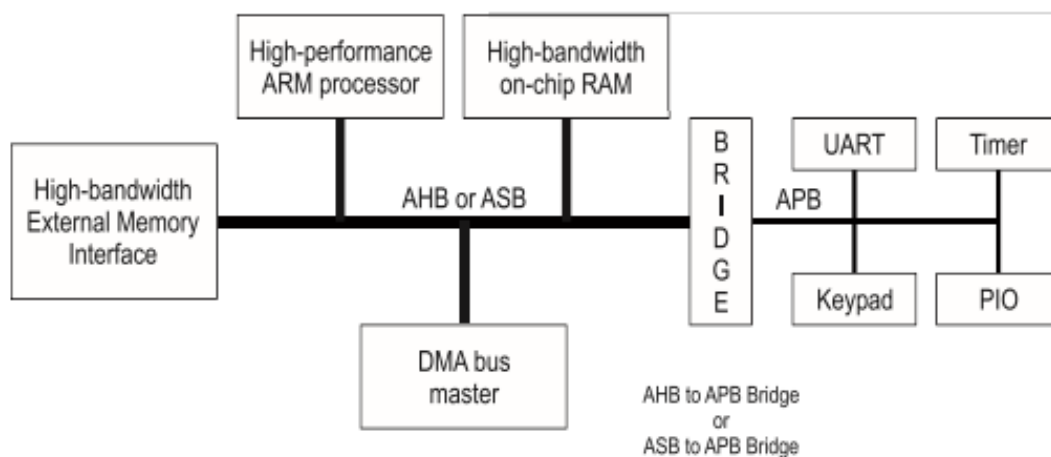 High-performance
ARM processor
High-bandwidth
on-chip RAM
High-bandwidth
External Memory
Interface
AHB or ASB
B
R
I
D
G
E
APB
UART
Timer
Keypad
PIO
DMA bus
master
AHB to APB Bridge
or
ASB to APB Bridge